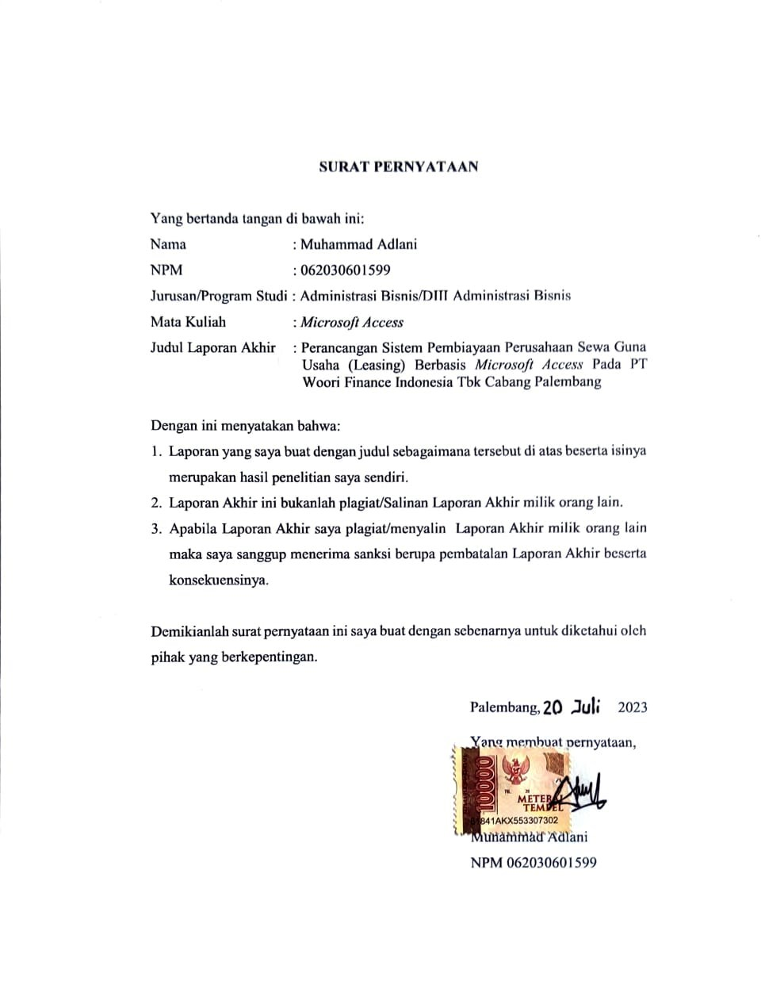 SURAT PERNYATAAN
Yang bertanda tangan di bawah ini:
Nama : Muhammad Adlani
NPM : 062030601599
Jurusan/Program Studi : Administrasi Bisnis/DIII Administrasi Bisnis
Mata Kuliah : Microsoft Access
Judul Laporan Akhir : Perancangan Sistem Pembiayaan Perusahaan Sewa Guna
Usaha (Leasing) Berbasis Microsoft Access Pada PT
Woori Finance Indonesia Tbk Cabang Palembang
Dengan ini menyatakan bahwa:
1. Laporan yang saya buat dengan judul sebagaimana tersebut di atas beserta isinya
merupakan hasil penelitian saya sendiri.
2. Laporan Akhir ini bukanlah plagiat/Salinan Laporan Akhir milik orang lain.
3. Apabila Laporan Akhir saya plagiat/menyalin Laporan Akhir milik orang lain
maka saya sanggup menerima sanksi berupa pembatalan Laporan Akhir beserta
konsekuensinya.
Demikianlah surat pernyataan ini saya buat dengan sebenarnya untuk diketahui oleh
pihak yang berkepentingan.
Palembang, 20 Juli 2023
Yang membuat pernyataan,
10000
METERAI
TEMPEL
841AKX553307302
Muhammad Adlani
NPM 062030601599